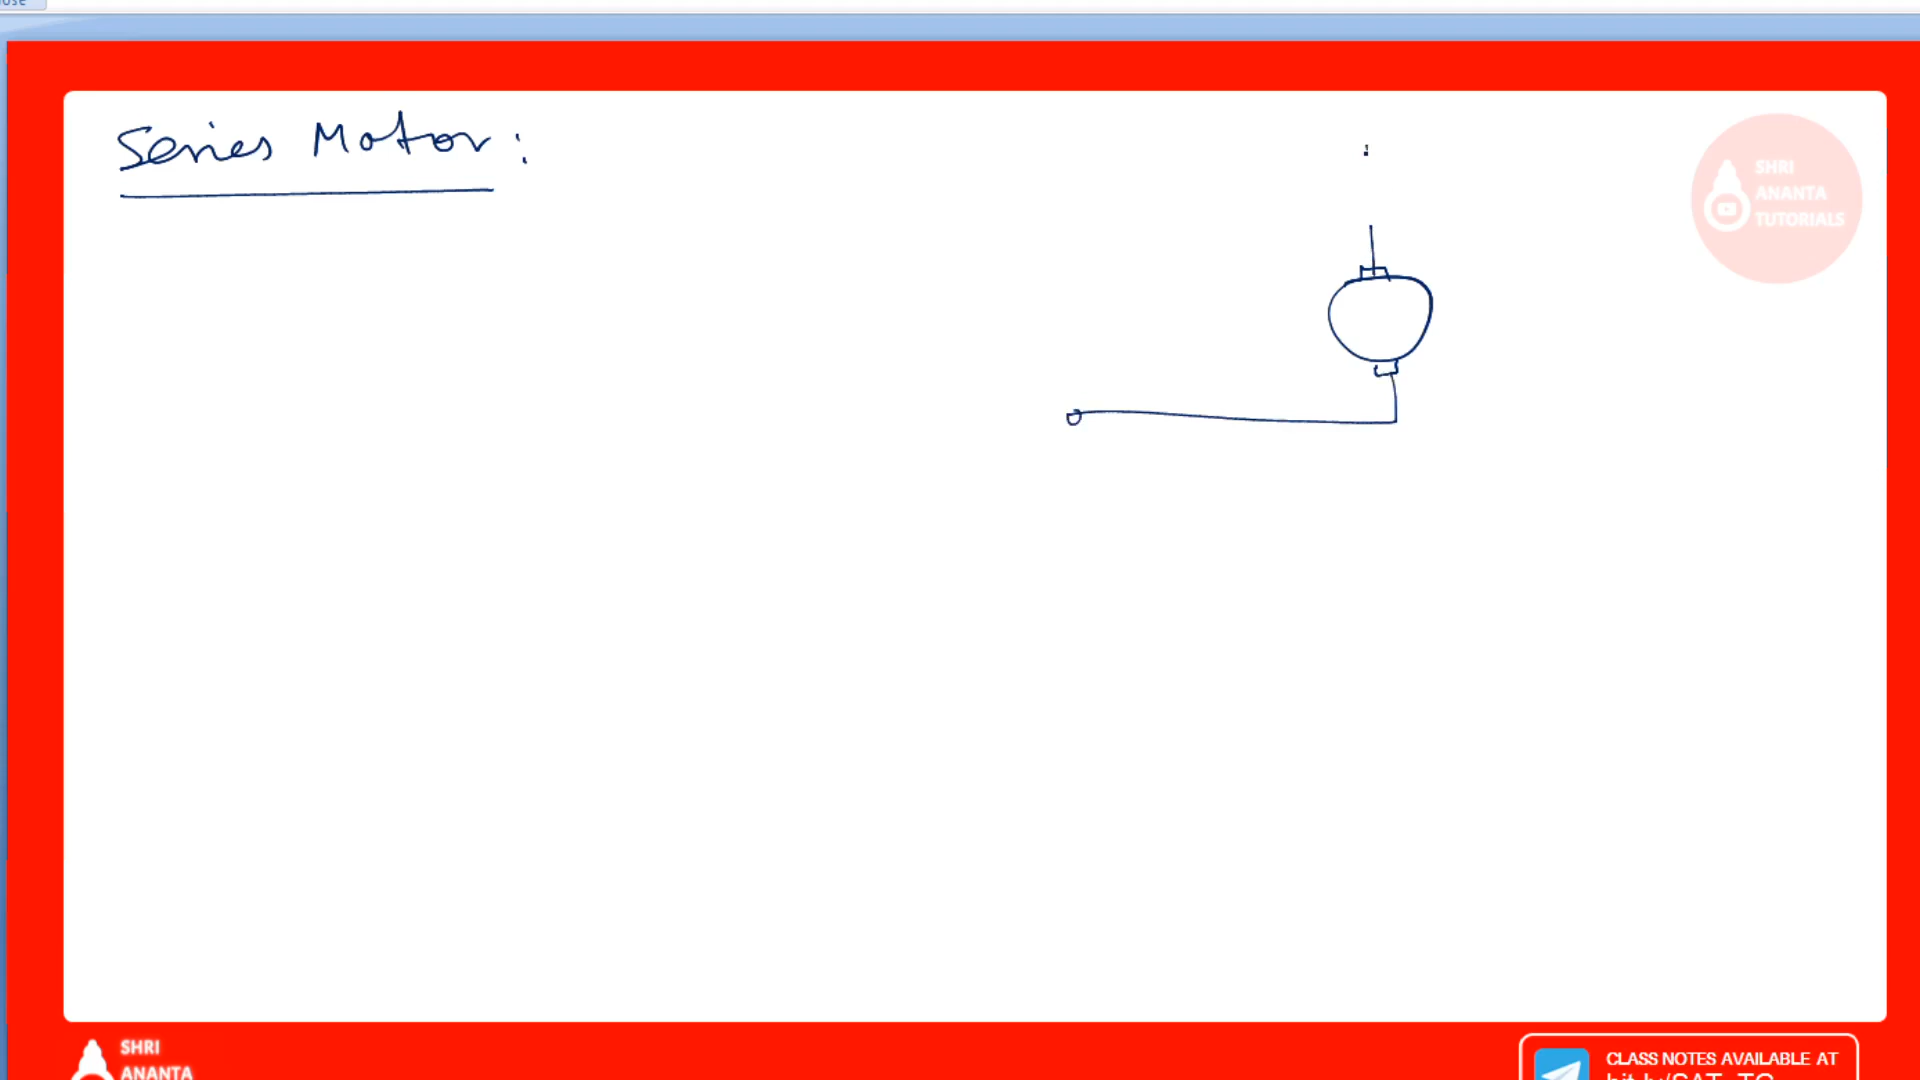 Series Motor :
SHRI
ANANTA
TUTORIALS
SHRI
ANANTA
CLASS NOTES AVAILABLE AT